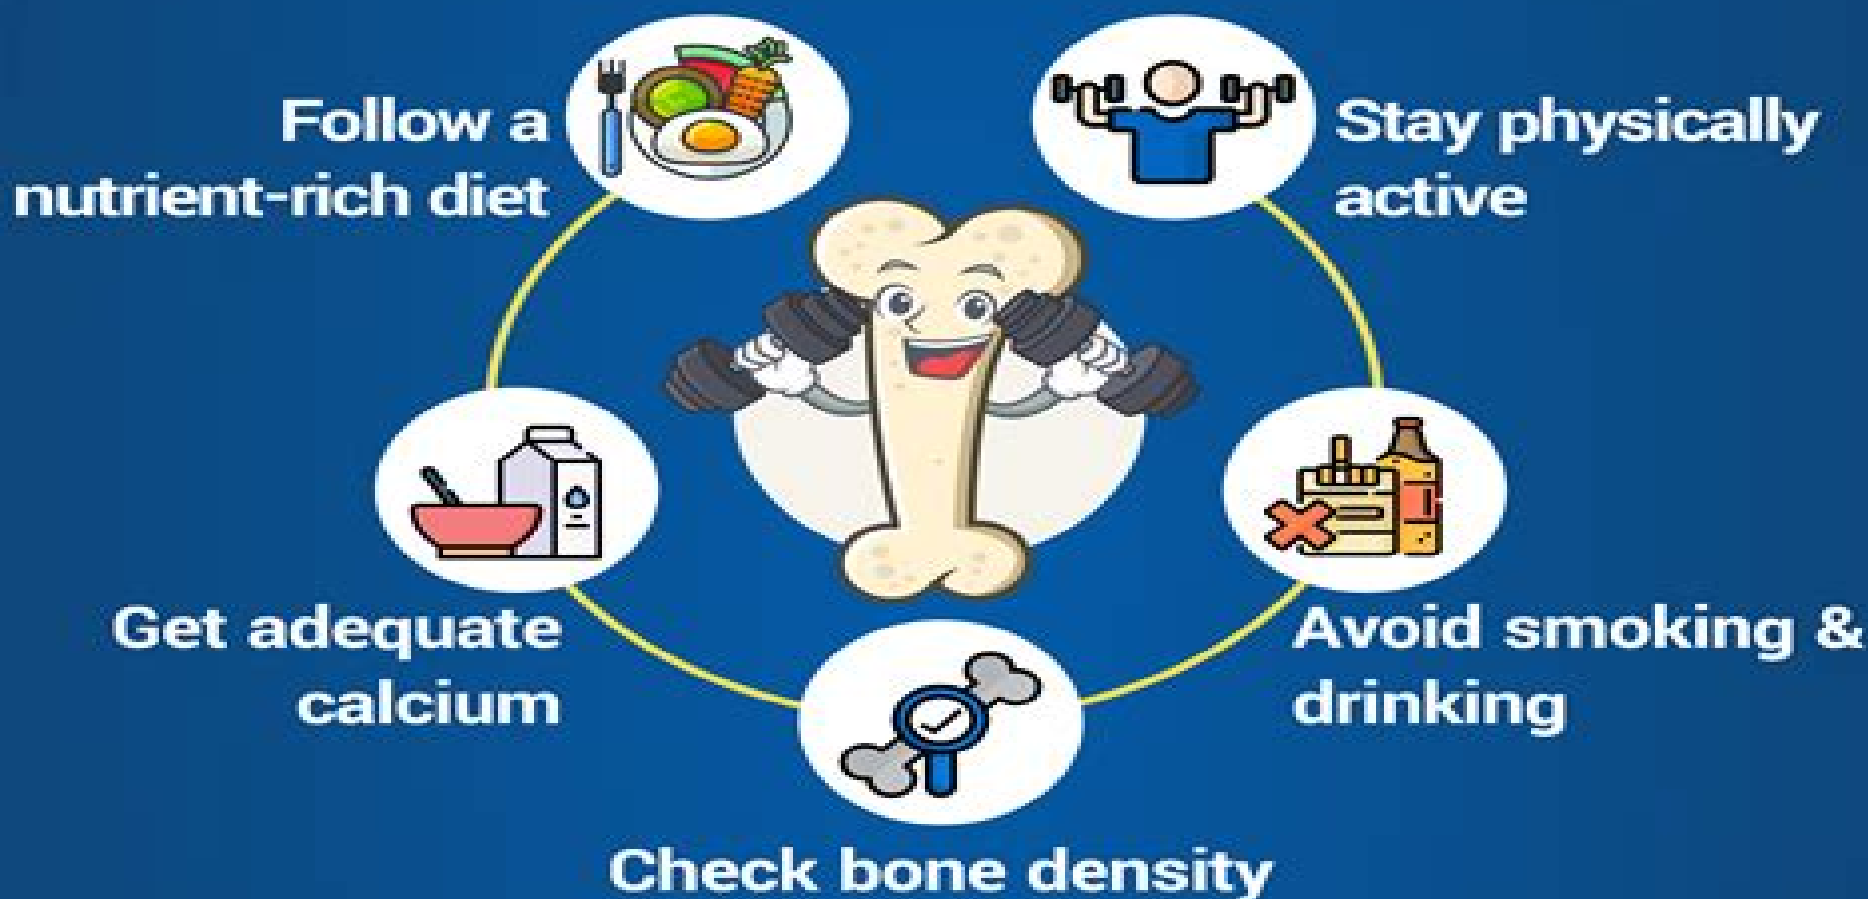 Follow a
nutrient-rich diet
Stay physically
active
Get adequate
calcium
Avoid smoking &
drinking
Check bone density